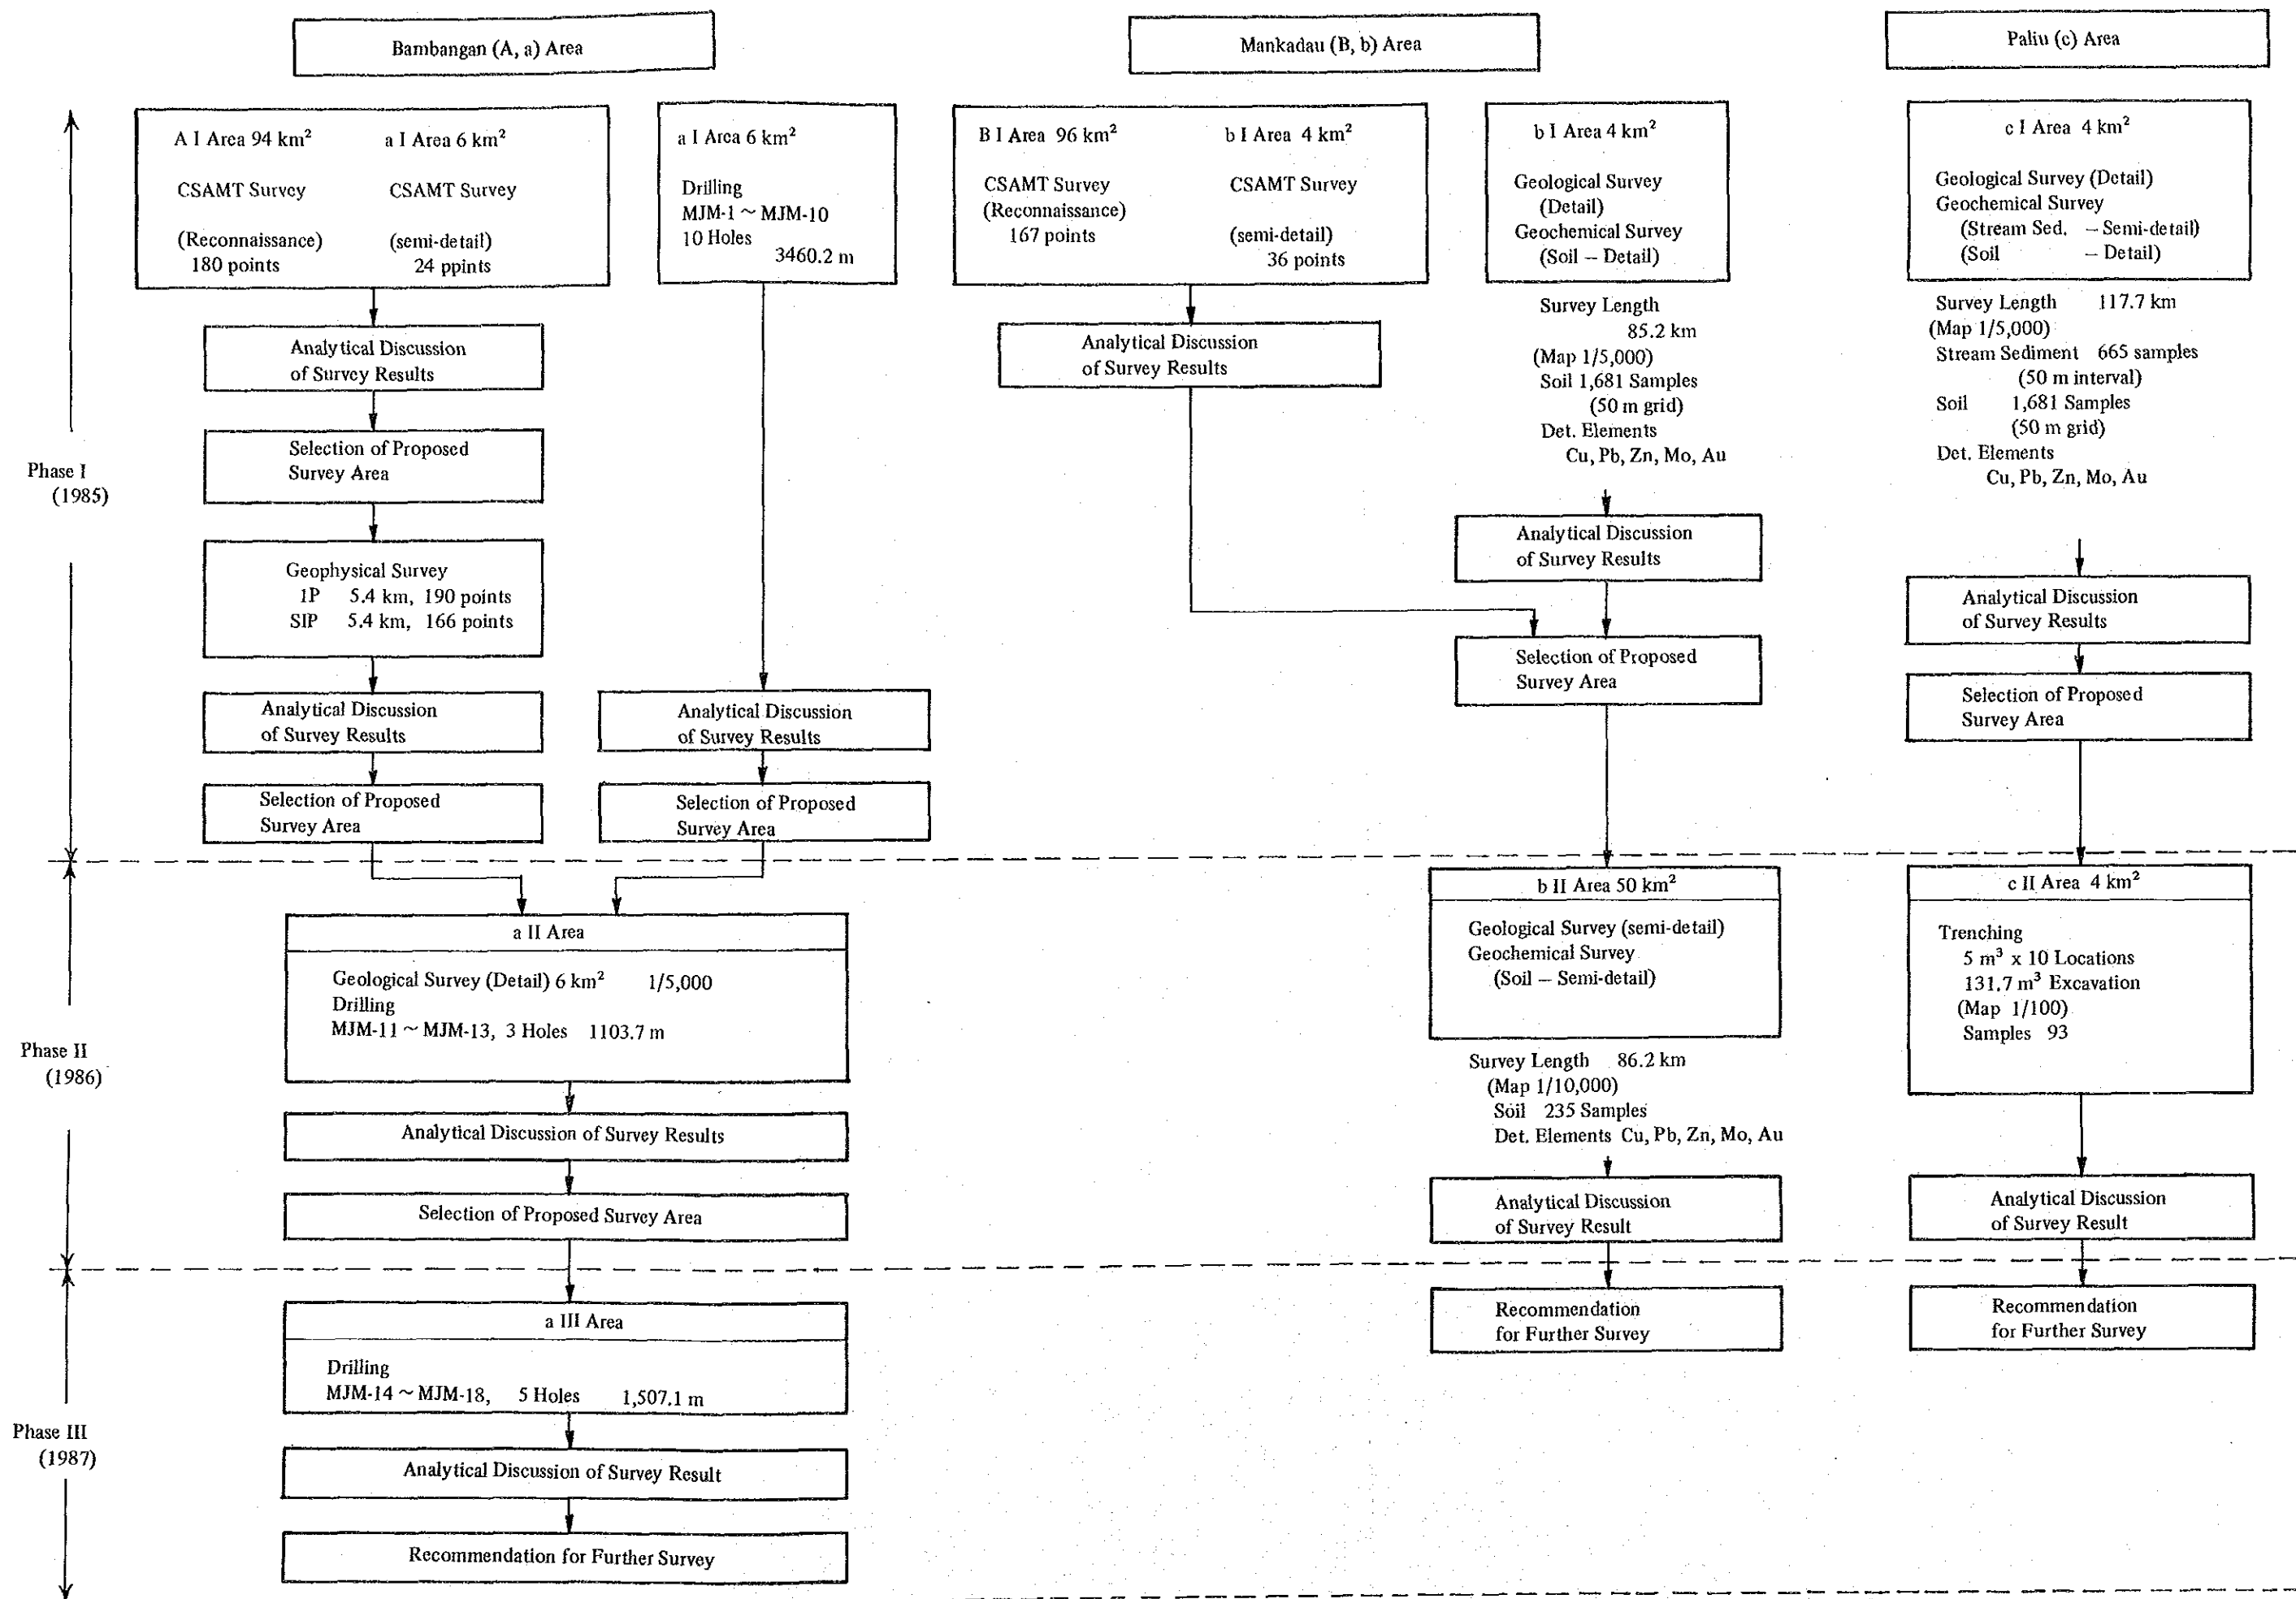 Bambangan (A, a) Area
Mankadau (B, b) Area
Paliu (c) Area
Phase I
(1985)
A I Area 94 km²
a I Area 6 km²
CSAMT Survey
CSAMT Survey
(Reconnaissance)
(semi-detail)
180 points
24 ppints
Analytical Discussion
of Survey Results
Selection of Proposed
Survey Area
Geophysical Survey
IP 5.4 km, 190 points
SIP 5.4 km, 166 points
Analytical Discussion
of Survey Results
Selection of Proposed
Survey Area
a I Area 6 km²
Drilling
MJM-1 ~ MJM-10
10 Holes
3460.2 m
Analytical Discussion
of Survey Results
Selection of Proposed
Survey Area
B I Area 96 km²
b I Area 4 km²
CSAMT Survey
CSAMT Survey
(Reconnaissance)
(semi-detail)
167 points
36 points
Analytical Discussion
of Survey Results
b I Area 4 km²
Geological Survey
(Detail)
Geochemical Survey
(Soil – Detail)
Survey Length
85.2 km
(Map 1/5,000)
Soil 1,681 Samples
(50 m grid)
Det. Elements
Cu, Pb, Zn, Mo, Au
Analytical Discussion
of Survey Results
Selection of Proposed
Survey Area
c I Area 4 km²
Geological Survey (Detail)
Geochemical Survey
(Stream Sed. – Semi-detail)
(Soil – Detail)
Survey Length 117.7 km
(Map 1/5,000)
Stream Sediment 665 samples
(50 m interval)
Soil 1,681 Samples
(50 m grid)
Det. Elements
Cu, Pb, Zn, Mo, Au
Analytical Discussion
of Survey Results
Selection of Proposed
Survey Area
Phase II
(1986)
a II Area
Geological Survey (Detail) 6 km² 1/5,000
Drilling
MJM-11 ~ MJM-13, 3 Holes 1103.7 m
Analytical Discussion of Survey Results
Selection of Proposed Survey Area
b II Area 50 km²
Geological Survey (semi-detail)
Geochemical Survey
(Soil – Semi-detail)
Survey Length 86.2 km
(Map 1/10,000)
Soil 235 Samples
Det. Elements Cu, Pb, Zn, Mo, Au
Analytical Discussion
of Survey Result
c II Area 4 km²
Trenching
5 m³ x 10 Locations
131.7 m³ Excavation
(Map 1/100)
Samples 93
Analytical Discussion
of Survey Result
Phase III
(1987)
a III Area
Drilling
MJM-14 ~ MJM-18, 5 Holes 1,507.1 m
Analytical Discussion of Survey Result
Recommendation for Further Survey
Recommendation
for Further Survey
Recommendation
for Further Survey